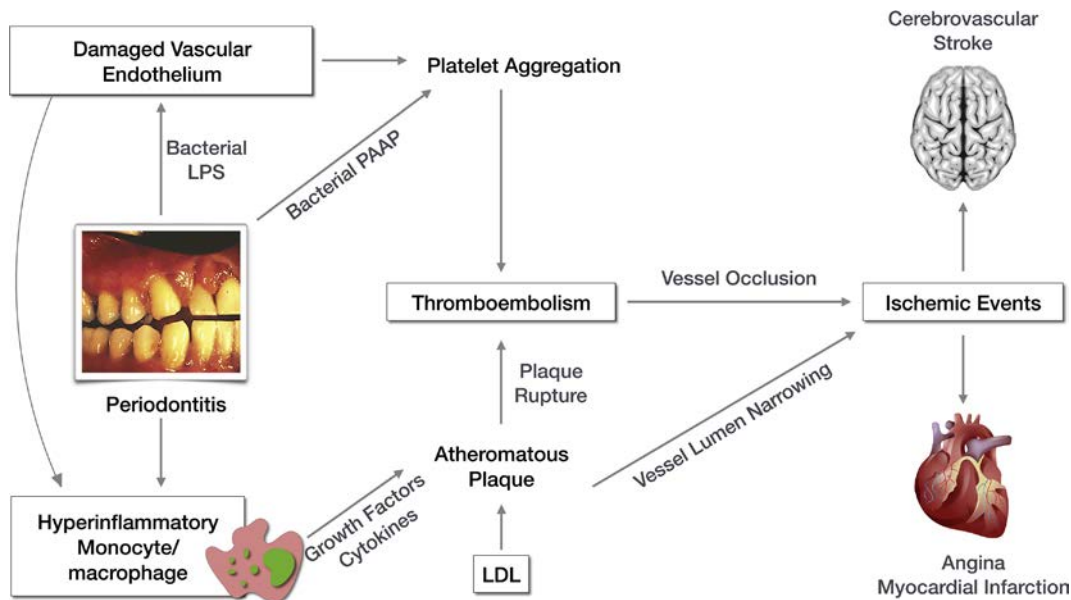 Damaged Vascular
Endothelium
Platelet Aggregation
Cerebrovascular
Stroke
Bacterial
LPS
Bacterial PAAP
Thromboembolism
Vessel Occlusion
Ischemic Events
Periodontitis
Plaque
Rupture
Vessel Lumen Narrowing
Atheromatous
Plaque
Hyperinflammatory
Monocyte/
macrophage
Growth Factors
Cytokines
LDL
Angina
Myocardial Infarction